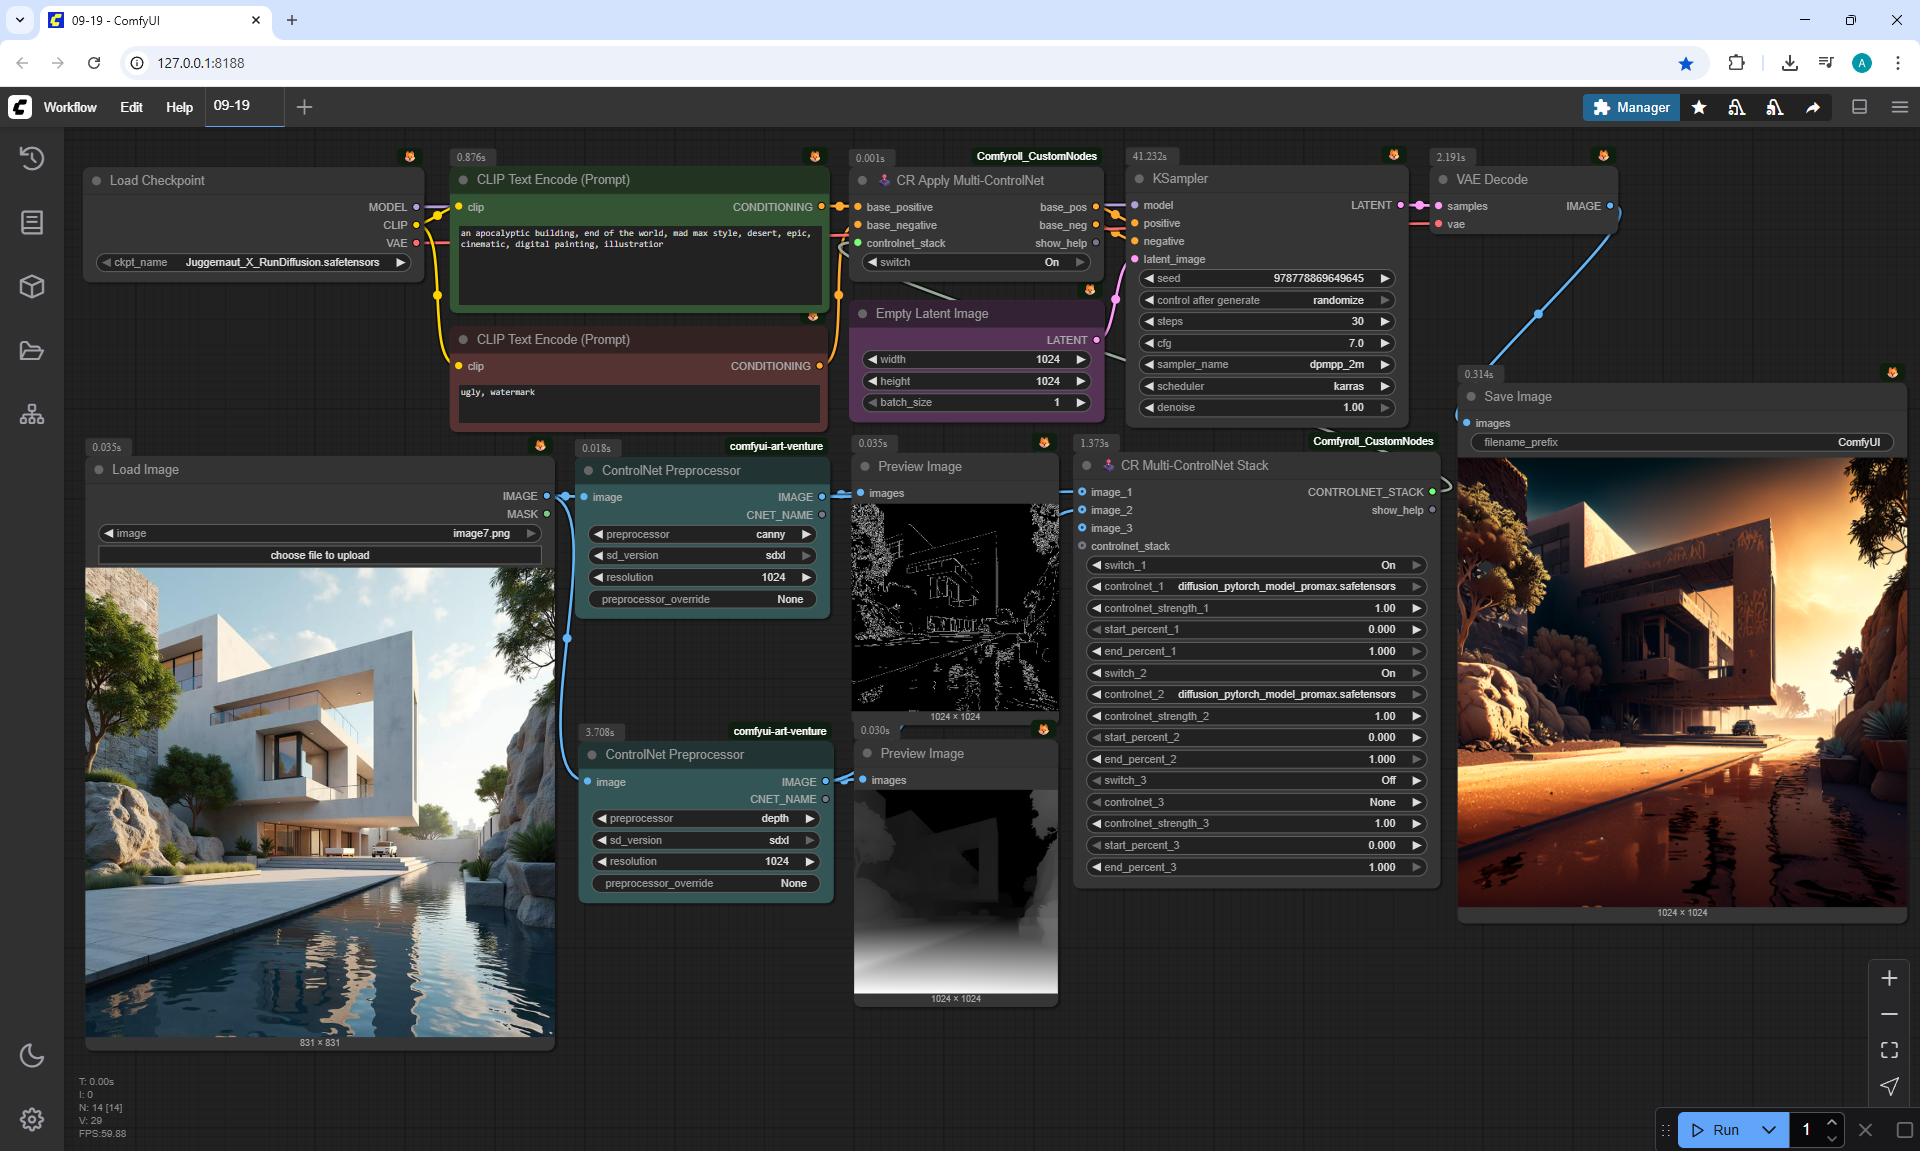 09-19 - ComfyUI
127.0.0.1:8188
A
Workflow
Edit
Help
09-19
Manager
Load Checkpoint
MODEL
CLIP
VAE
ckpt_name Juggernaut_X_RunDiffusion.safetensors
0.876s
CLIP Text Encode (Prompt)
clip CONDITIONING
an apocalyptic building, end of the world, mad max style, desert, epic,
cinematic, digital painting, illustratior
CLIP Text Encode (Prompt)
clip CONDITIONING
ugly, watermark
0.001s
Comfyroll_CustomNodes
CR Apply Multi-ControlNet
base_positive base_pos
base_negative base_neg
controlnet_stack show_help
switch On
Empty Latent Image
LATENT
width 1024
height 1024
batch_size 1
41.232s
KSampler
model LATENT
positive
negative
latent_image
seed 978778869649645
control after generate randomize
steps 30
cfg 7.0
sampler_name dpmpp_2m
scheduler karras
denoise 1.00
2.191s
VAE Decode
samples IMAGE
vae
0.314s
Save Image
images
filename_prefix ComfyUI
1024 × 1024
0.035s
Load Image
IMAGE
MASK
image image7.png
choose file to upload
831 × 831
0.018s
comfyui-art-venture
ControlNet Preprocessor
image IMAGE
CNET_NAME
preprocessor canny
sd_version sdxl
resolution 1024
preprocessor_override None
3.708s
comfyui-art-venture
ControlNet Preprocessor
image IMAGE
CNET_NAME
preprocessor depth
sd_version sdxl
resolution 1024
preprocessor_override None
0.035s
Preview Image
images
1024 × 1024
0.030s
Preview Image
images
1024 × 1024
1.373s
Comfyroll_CustomNodes
CR Multi-ControlNet Stack
image_1 CONTROLNET_STACK
image_2 show_help
image_3
controlnet_stack
switch_1 On
controlnet_1 diffusion_pytorch_model_promax.safetensors
controlnet_strength_1 1.00
start_percent_1 0.000
end_percent_1 1.000
switch_2 On
controlnet_2 diffusion_pytorch_model_promax.safetensors
controlnet_strength_2 1.00
start_percent_2 0.000
end_percent_2 1.000
switch_3 Off
controlnet_3 None
controlnet_strength_3 1.00
start_percent_3 0.000
end_percent_3 1.000
T: 0.00s
I: 0
N: 14 [14]
V: 29
FPS:59.88
Run
1